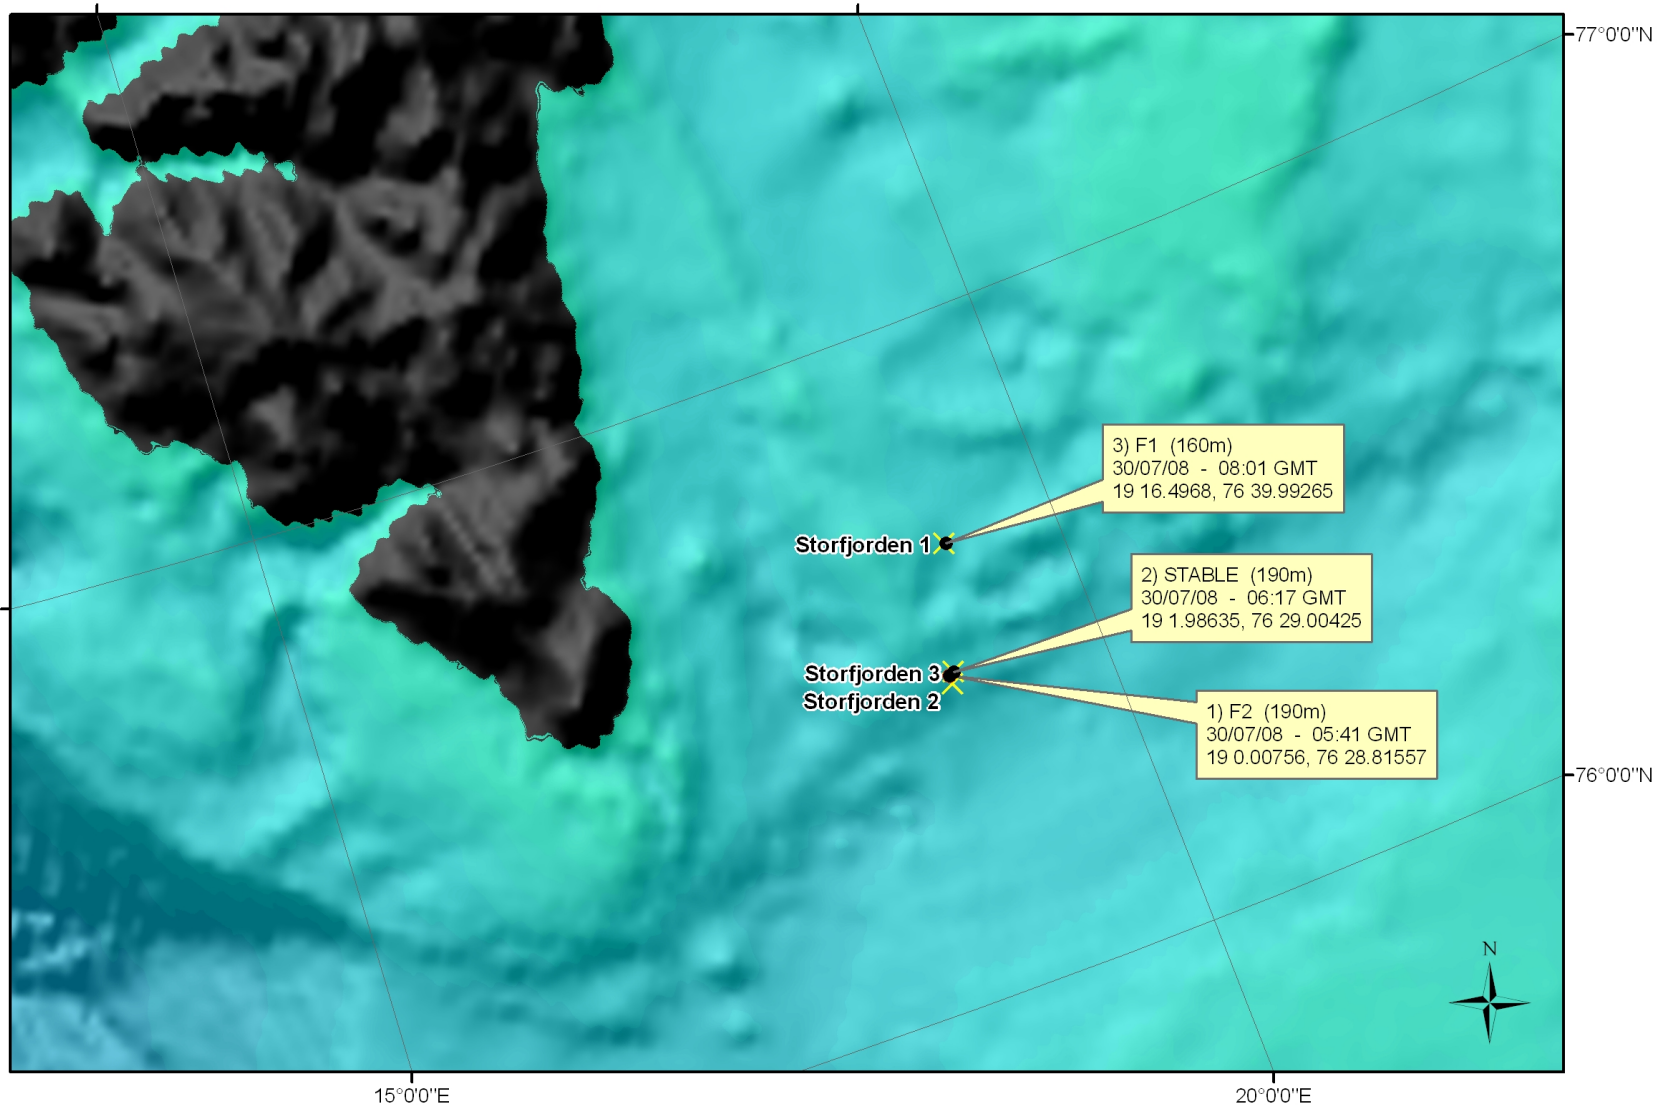 77°0'0"N
3) F1 (160m)
30/07/08 - 08:01 GMT
19 16.4968, 76 39.99265
Storfjorden 1
2) STABLE (190m)
30/07/08 - 06:17 GMT
19 1.98635, 76 29.00425
Storfjorden 3
Storfjorden 2
1) F2 (190m)
30/07/08 - 05:41 GMT
19 0.00756, 76 28.81557
76°0'0"N
N
15°0'0"E
20°0'0"E